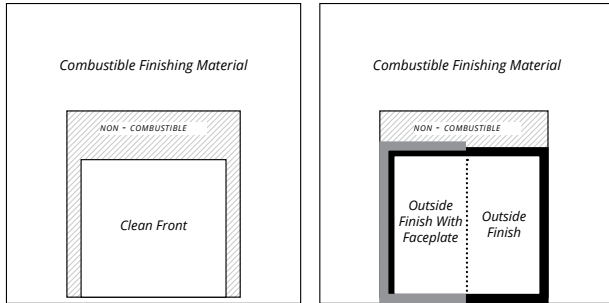 Combustible Finishing Material
NON - COMBUSTIBLE
Clean Front
Combustible Finishing Material
NON - COMBUSTIBLE
Outside
Finish With
Faceplate
Outside
Finish